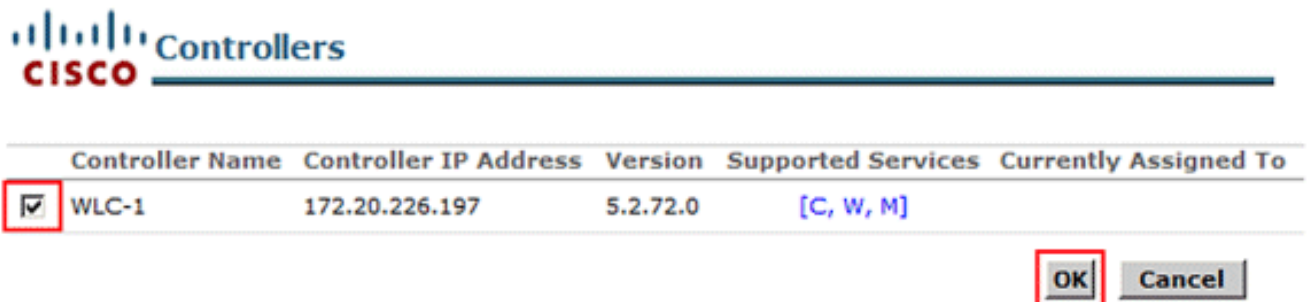 CISCO Controllers
Controller Name Controller IP Address Version Supported Services Currently Assigned To
WLC-1 172.20.226.197 5.2.72.0 [C, W, M]
OK Cancel